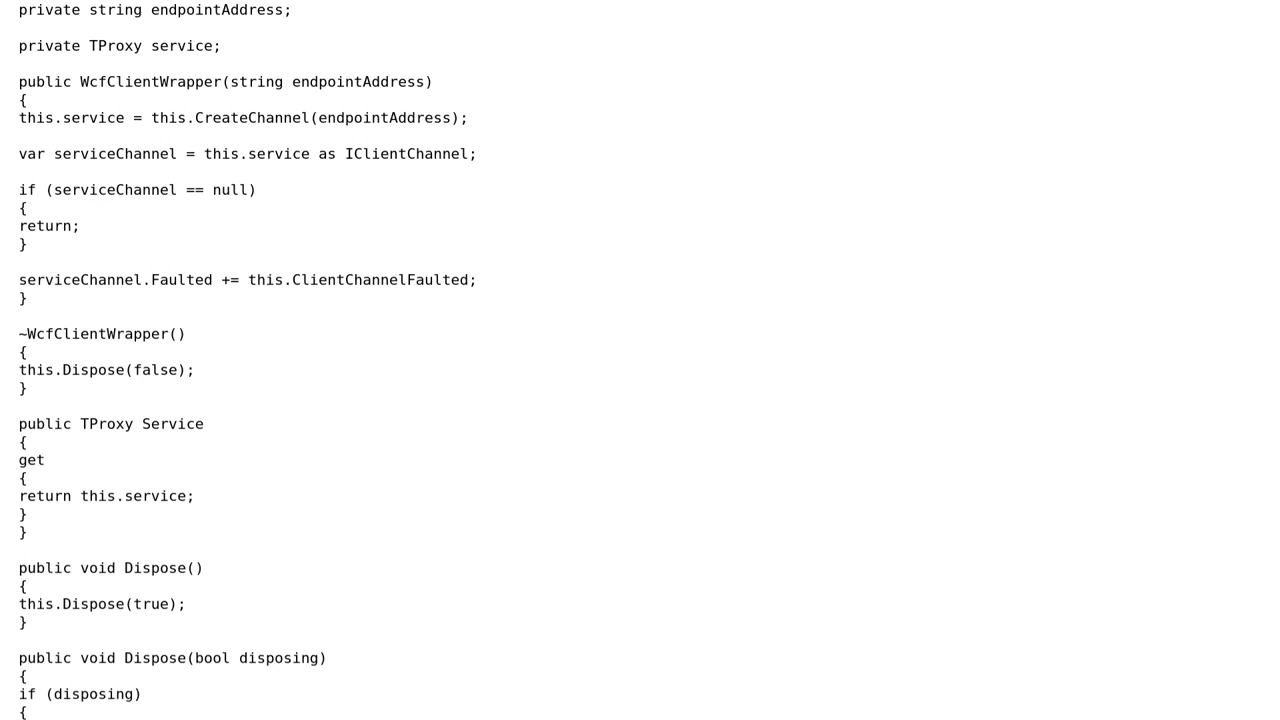 private string endpointAddress;
private TProxy service;
public WcfClientWrapper(string endpointAddress)
{
this.service = this.CreateChannel(endpointAddress);
var serviceChannel = this.service as IClientChannel;
if (serviceChannel == null)
{
return;
}
serviceChannel.Faulted += this.ClientChannelFaulted;
}
~WcfClientWrapper()
{
this.Dispose(false);
}
public TProxy Service
{
get
{
return this.service;
}
}
public void Dispose()
{
this.Dispose(true);
}
public void Dispose(bool disposing)
{
if (disposing)
{